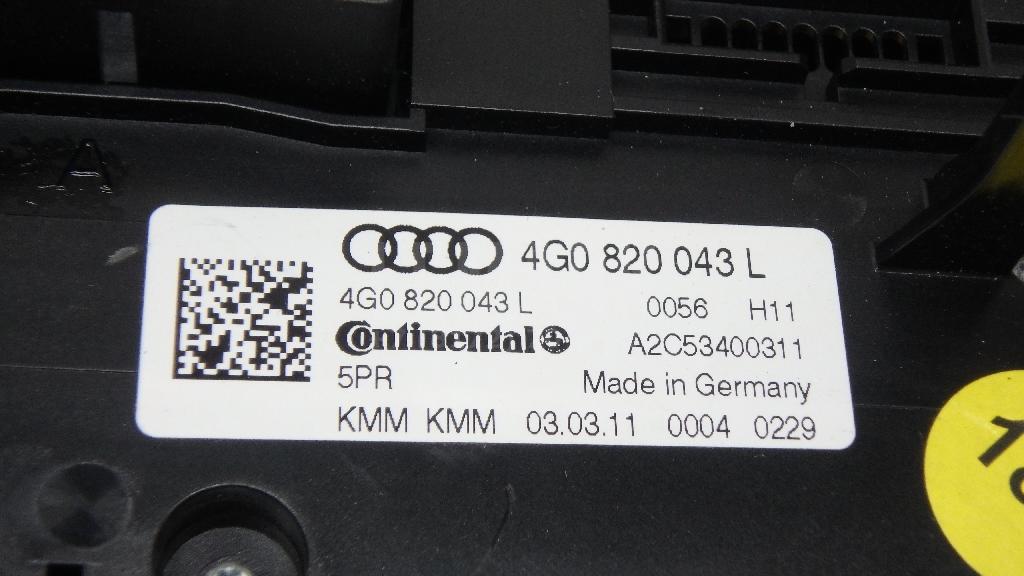 A
4G0 820 043 L
4G0 820 043 L 0056 H11
Continental
A2C53400311
5PR Made in Germany
KMM KMM 03.03.11 0004 0229